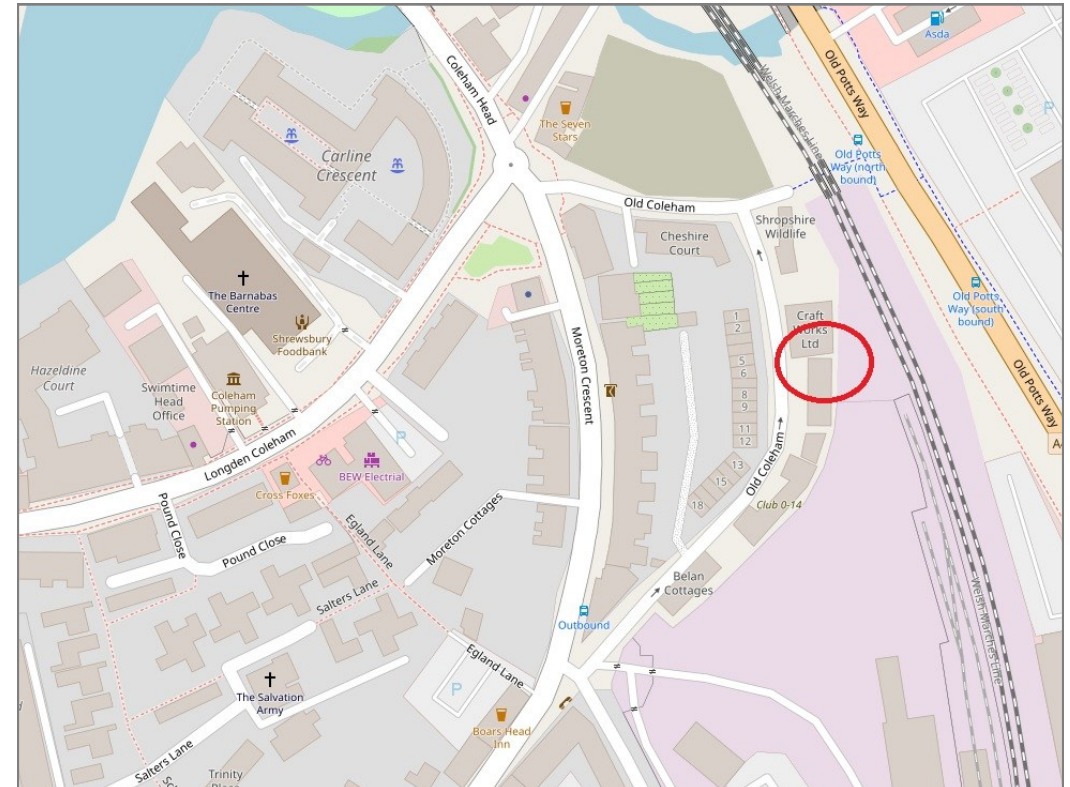 Asda
Coleham Head
Old Potts Way
Welsh Marches Line
The Seven
Stars
Carline
Crescent
Old Potts
Way (north
bound)
P
Old Coleham
Shropshire
Wildlife
Cheshire
Court
The Barnabas
Centre
Old Potts
Way (south
bound)
Craft
Works
Ltd
1
2
Shrewsbury
Foodbank
Moreton Crescent
Old Potts Way
5
6
Hazeldine
Court
Swimtime
Head
Office
Coleham
Pumping
Station
8
9
11
12
Longden Coleham
P
BEW Electrial
Old Coleham
13
15
18
Cross Foxes
Club 0-14
Pound Close
Pound Close
Egland Lane
Moreton Cottages
Belan
Cottages
Welsh Marches Line
Salters Lane
Outbound
Egland Lane
The Salvation
Army
P
Boars Head
Inn
Salters Lane
Trinity